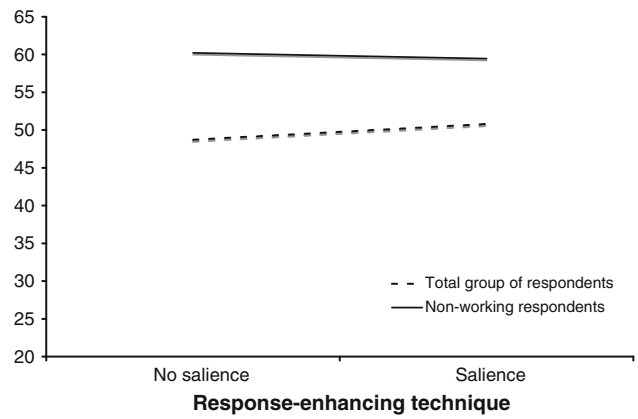 65
60
55
50
45
40
35
30
25
20
Total group of respondents
Non-working respondents
No salience Salience
Response-enhancing technique